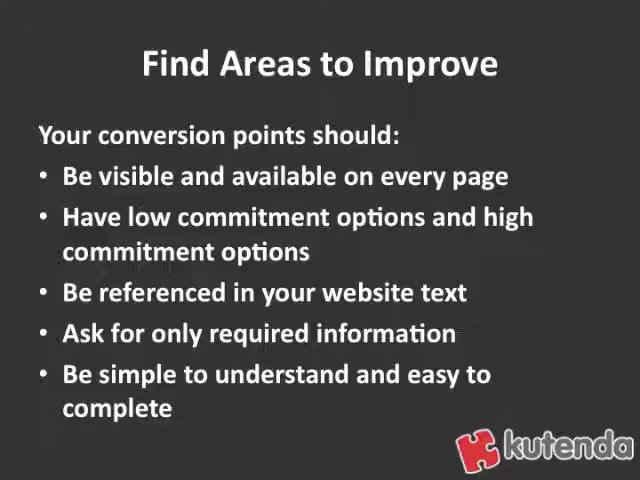 Find Areas to Improve
Your conversion points should:
• Be visible and available on every page
• Have low commitment options and high
commitment options
• Be referenced in your website text
• Ask for only required information
• Be simple to understand and easy to
complete
kutenda